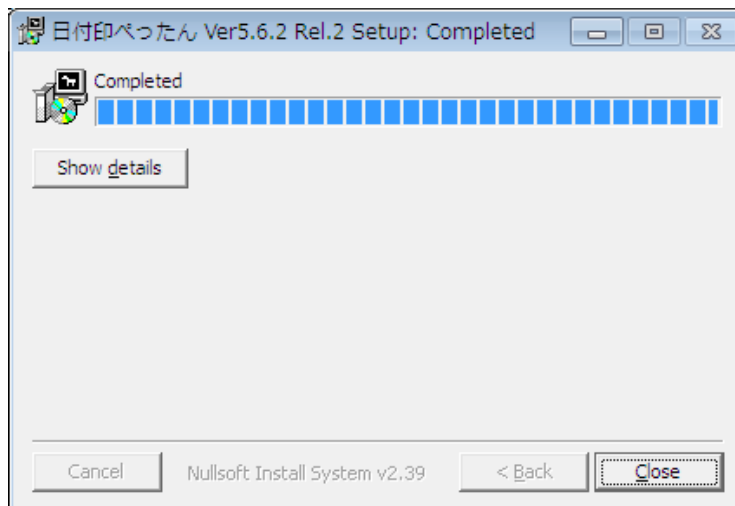 日付印ぺったん Ver5.6.2 Rel.2 Setup: Completed
Completed
Show details
Cancel
Nullsoft Install System v2.39
< Back
Close